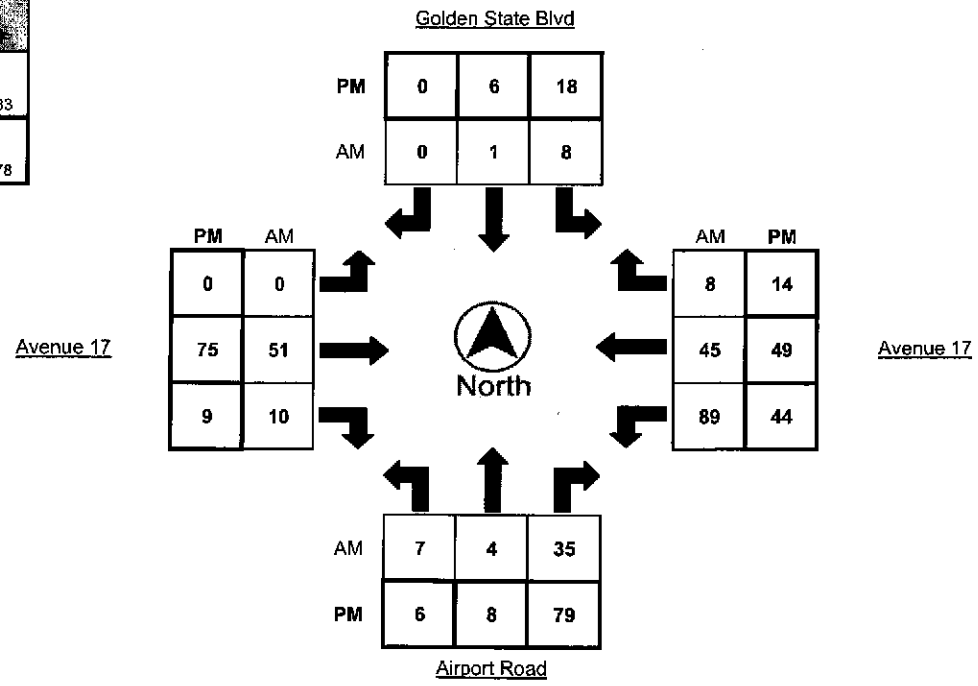 Golden State Blvd
PM 0 6 18
AM 0 1 8
PM AM
0 0
75 51
9 10
Avenue 17
North
AM PM
8 14
45 49
89 44
Avenue 17
AM 7 4 35
PM 6 8 79
Airport Road